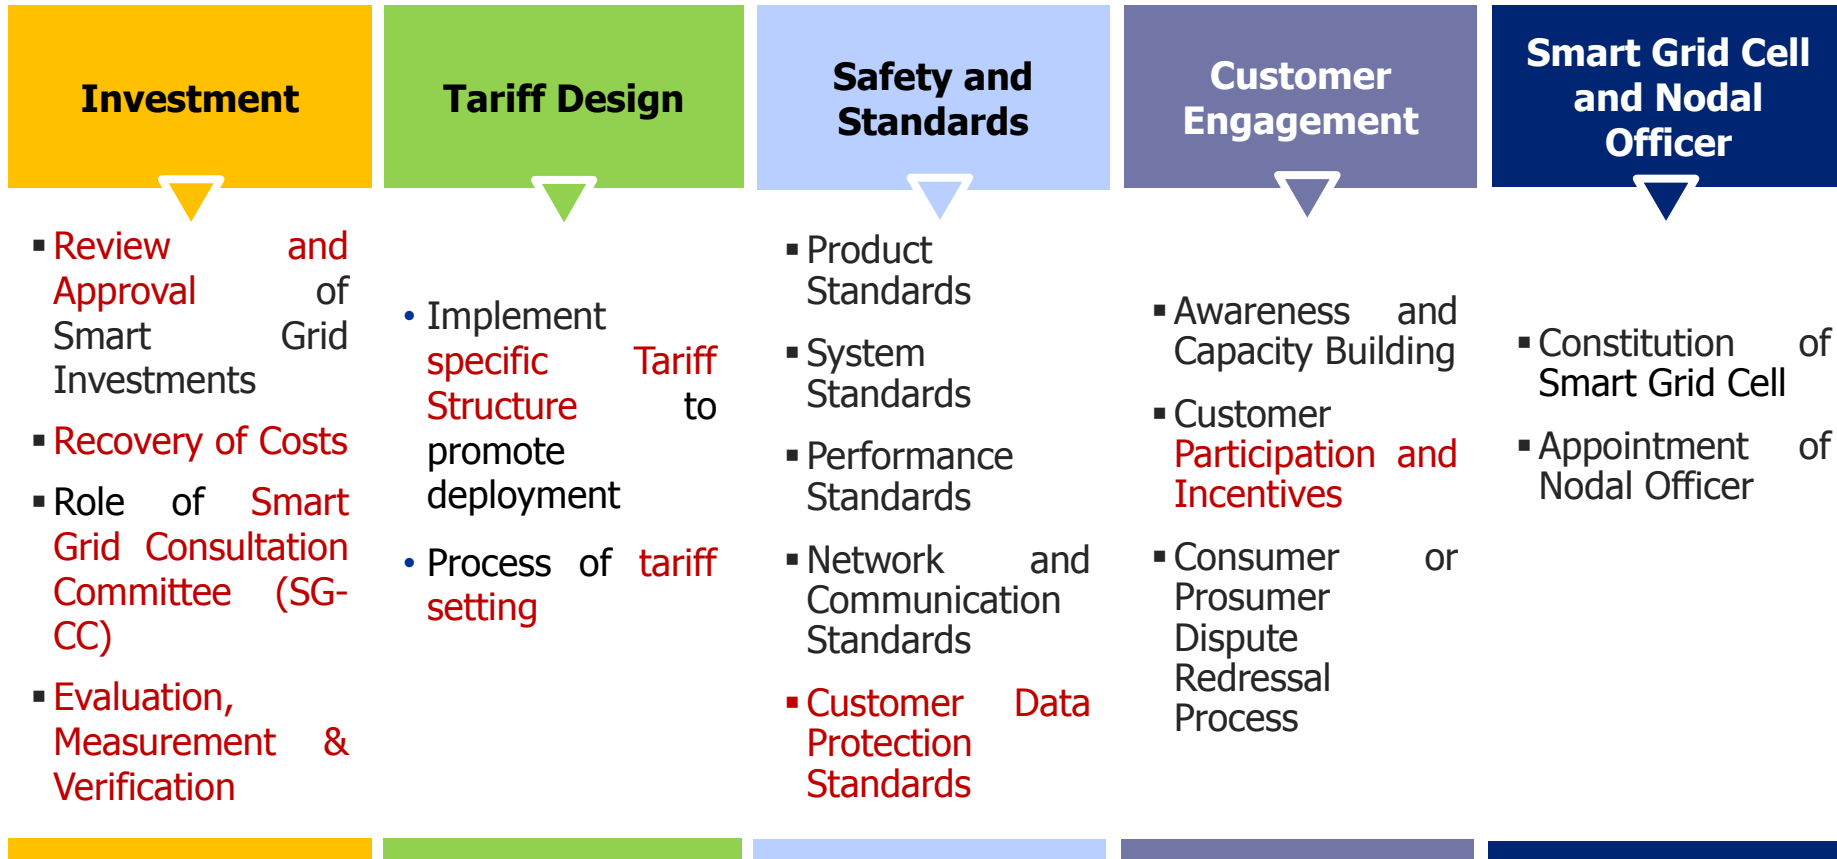 Investment
▪ Review and
Approval of
Smart Grid
Investments
▪ Recovery of Costs
▪ Role of Smart
Grid Consultation
Committee (SG-
CC)
▪ Evaluation,
Measurement &
Verification
Tariff Design
• Implement
specific Tariff
Structure to
promote
deployment
• Process of tariff
setting
Safety and
Standards
▪ Product
Standards
▪ System
Standards
▪ Performance
Standards
▪ Network and
Communication
Standards
▪ Customer Data
Protection
Standards
Customer
Engagement
▪ Awareness and
Capacity Building
▪ Customer
Participation and
Incentives
▪ Consumer or
Prosumer
Dispute
Redressal
Process
Smart Grid Cell
and Nodal
Officer
▪ Constitution of
Smart Grid Cell
▪ Appointment of
Nodal Officer